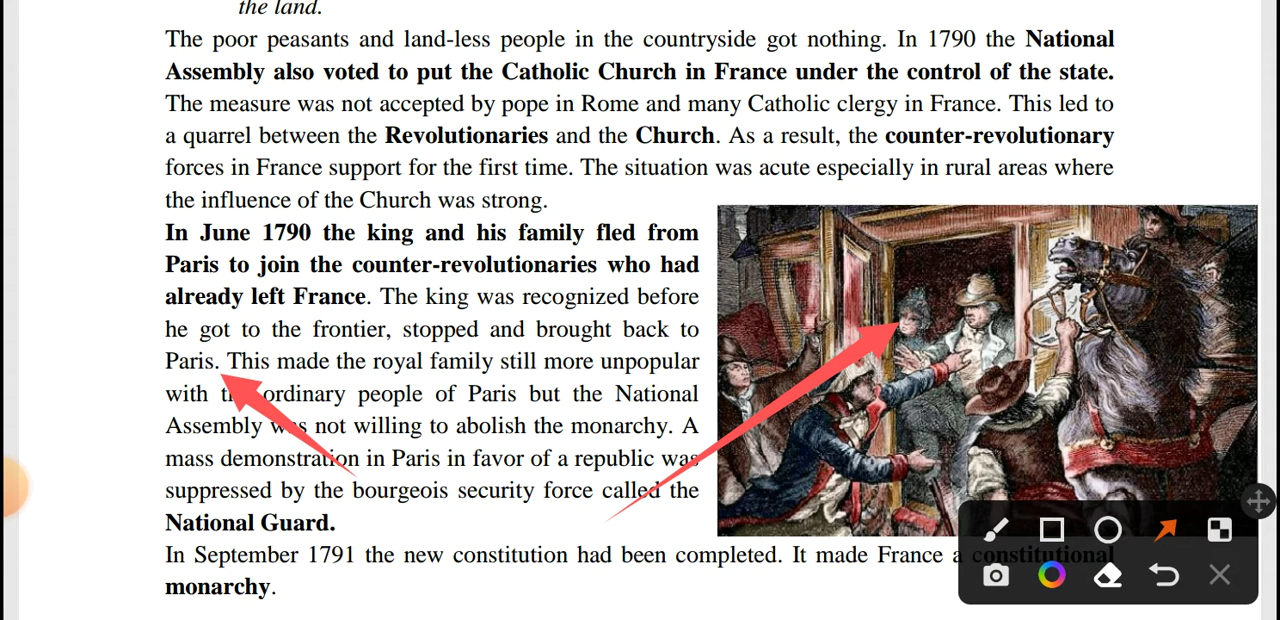 the land.
The poor peasants and land-less people in the countryside got nothing. In 1790 the National
Assembly also voted to put the Catholic Church in France under the control of the state.
The measure was not accepted by pope in Rome and many Catholic clergy in France. This led to
a quarrel between the Revolutionaries and the Church. As a result, the counter-revolutionary
forces in France support for the first time. The situation was acute especially in rural areas where
the influence of the Church was strong.
In June 1790 the king and his family fled from
Paris to join the counter-revolutionaries who had
already left France. The king was recognized before
he got to the frontier, stopped and brought back to
Paris. This made the royal family still more unpopular
with ordinary people of Paris but the National
Assembly was not willing to abolish the monarchy. A
mass demonstration in Paris in favor of a republic was
suppressed by the bourgeois security force called the
National Guard.
In September 1791 the new constitution had been completed. It made France a constitutional
monarchy.